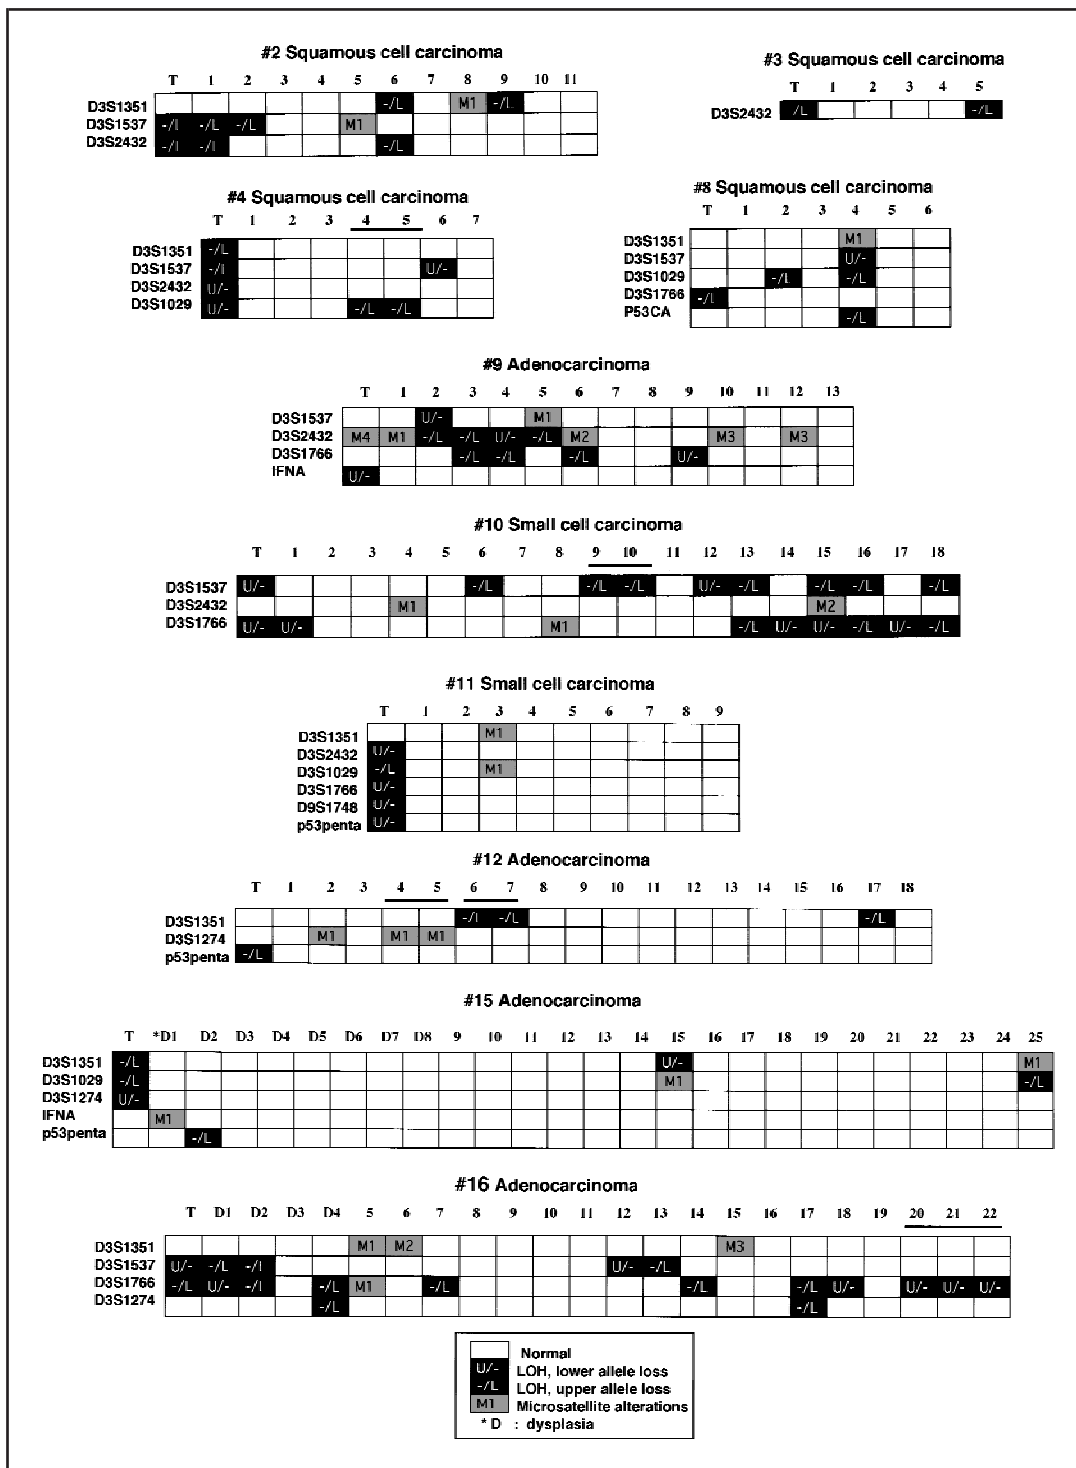 #2 Squamous cell carcinoma
T 1 2 3 4 5 6 7 8 9 10 11
D3S1351 -/L M1 -/L
D3S1537 -/L -/L -/L M1
D3S2432 -/L -/L -/L
#3 Squamous cell carcinoma
T 1 2 3 4 5
D3S2432 -/L -/L
#4 Squamous cell carcinoma
T 1 2 3 4 5 6 7
D3S1351 -/L
D3S1537 -/L U/-
D3S2432 U/-
D3S1029 U/- -/L -/L
#8 Squamous cell carcinoma
T 1 2 3 4 5 6
D3S1351 M1
D3S1537 U/-
D3S1029 -/L -/L
D3S1766 -/L
P53CA -/L
#9 Adenocarcinoma
T 1 2 3 4 5 6 7 8 9 10 11 12 13
D3S1537 U/- M1
D3S2432 M4 M1 -/L -/L U/- -/L M2 M3 M3
D3S1766 -/L -/L -/L U/-
IFNA U/-
#10 Small cell carcinoma
T 1 2 3 4 5 6 7 8 9 10 11 12 13 14 15 16 17 18
D3S1537 U/- -/L -/L -/L U/- -/L -/L -/L -/L
D3S2432 M1 M2
D3S1766 U/- U/- M1 -/L U/- U/- -/L U/- -/L
#11 Small cell carcinoma
T 1 2 3 4 5 6 7 8 9
D3S1351 M1
D3S2432 U/-
D3S1029 -/L M1
D3S1766 U/-
D9S1748 U/-
p53penta U/-
#12 Adenocarcinoma
T 1 2 3 4 5 6 7 8 9 10 11 12 13 14 15 16 17 18
D3S1351 -/L -/L -/L
D3S1274 M1 M1 M1
p53penta -/L
#15 Adenocarcinoma
T *D1 D2 D3 D4 D5 D6 D7 D8 9 10 11 12 13 14 15 16 17 18 19 20 21 22 23 24 25
D3S1351 -/L U/- M1
D3S1029 -/L M1 -/L
D3S1274 U/-
IFNA M1
p53penta -/L
#16 Adenocarcinoma
T D1 D2 D3 D4 5 6 7 8 9 10 11 12 13 14 15 16 17 18 19 20 21 22
D3S1351 M1 M2 M3
D3S1537 U/- -/L -/L U/- -/L
D3S1766 -/L U/- -/L -/L M1 -/L -/L -/L U/- U/- U/- U/-
D3S1274 -/L -/L
Normal
U/- LOH, lower allele loss
-/L LOH, upper allele loss
M1 Microsatellite alterations
* D : dysplasia